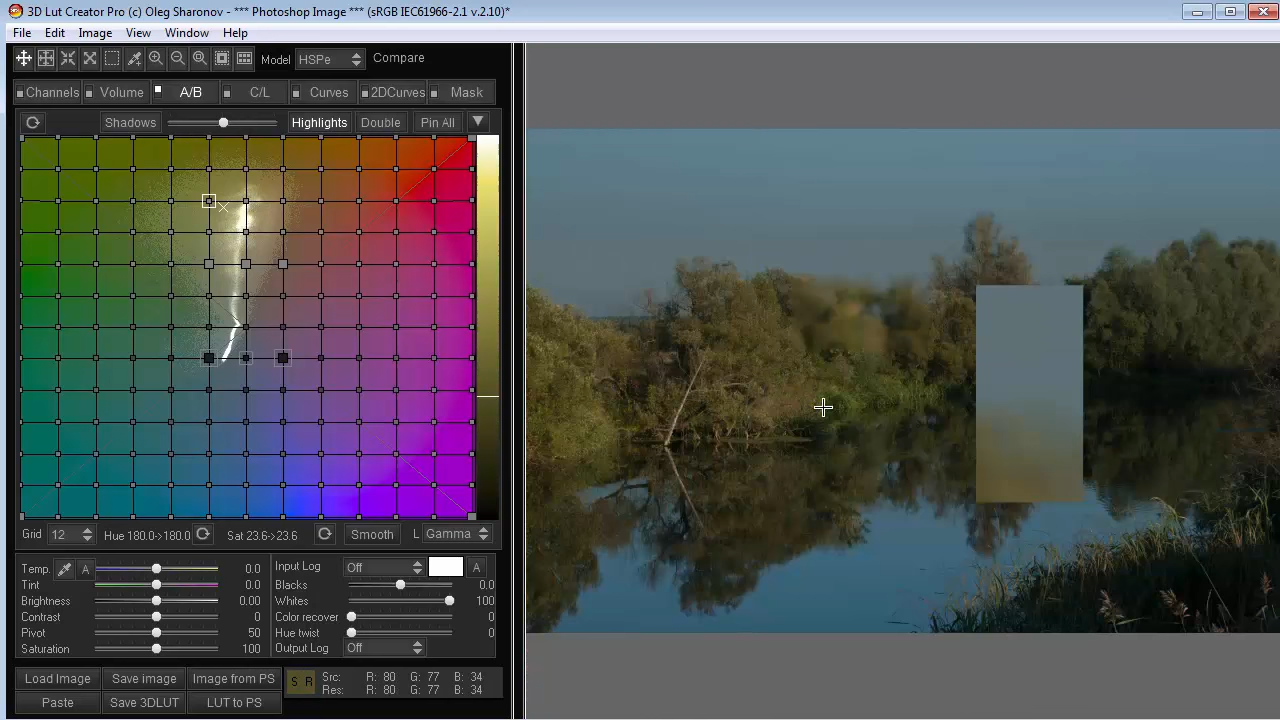 3D Lut Creator Pro (c) Oleg Sharonov - *** Photoshop Image *** (sRGB IEC61966-2.1 v.2.10)*
File Edit Image View Window Help
Model HSPe Compare
Channels Volume A/B C/L Curves 2DCurves Mask
Shadows Highlights Double Pin All
Grid 12 Hue 180.0->180.0 Sat 23.6->23.6 Smooth L Gamma
Temp. A 0.0 Input Log Off A
Tint 0.0 Blacks 0.0
Brightness 0.00 Whites 100
Contrast 0 Color recover 0
Pivot 50 Hue twist 0
Saturation 100 Output Log Off
Load Image Save image Image from PS S R Src: R: 80 G: 77 B: 34
Paste Save 3DLUT LUT to PS Res: R: 80 G: 77 B: 34